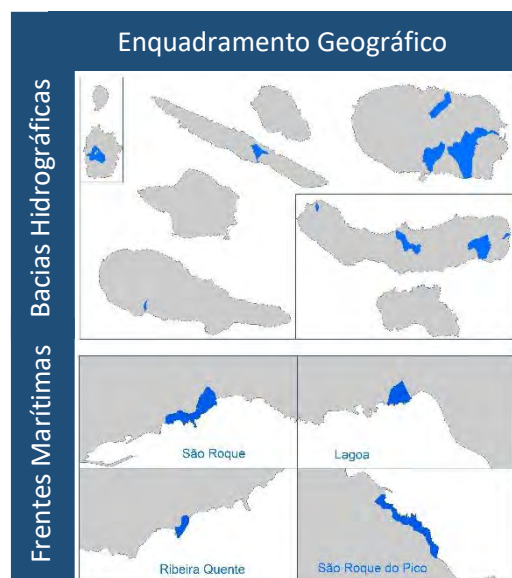 Enquadramento Geográfico
Bacias Hidrográficas
Frentes Marítimas
São Roque
Lagoa
Ribeira Quente
São Roque do Pico